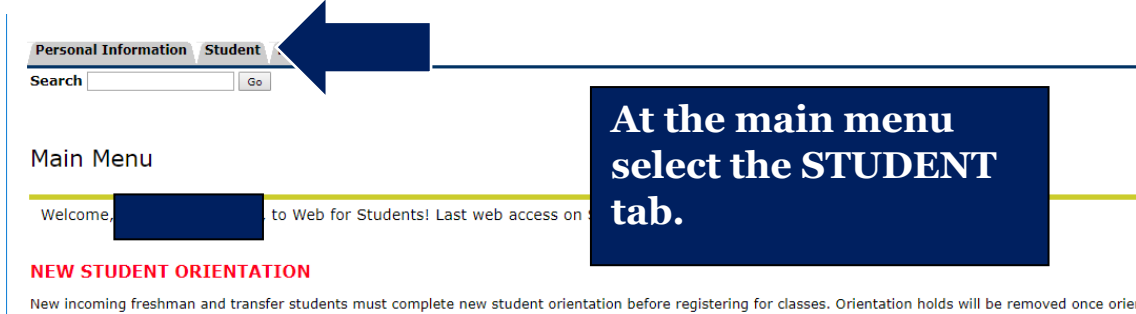 Personal Information Student
Search Go
At the main menu
select the STUDENT
tab.
Main Menu
Welcome, to Web for Students! Last web access on
NEW STUDENT ORIENTATION
New incoming freshman and transfer students must complete new student orientation before registering for classes. Orientation holds will be removed once